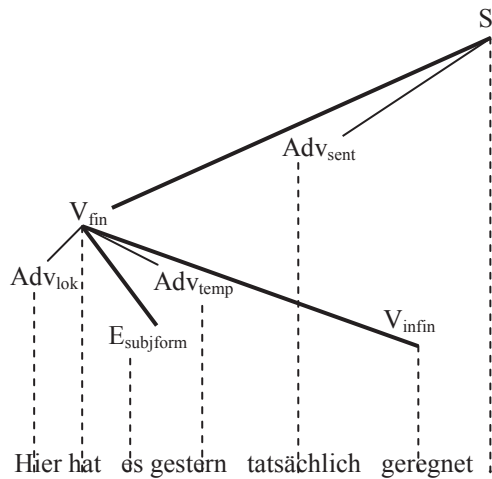 S
Adv_sent
V_fin
Adv_lok Adv_temp
V_infin
E_subjform
Hier hat es gestern tatsächlich geregnet .